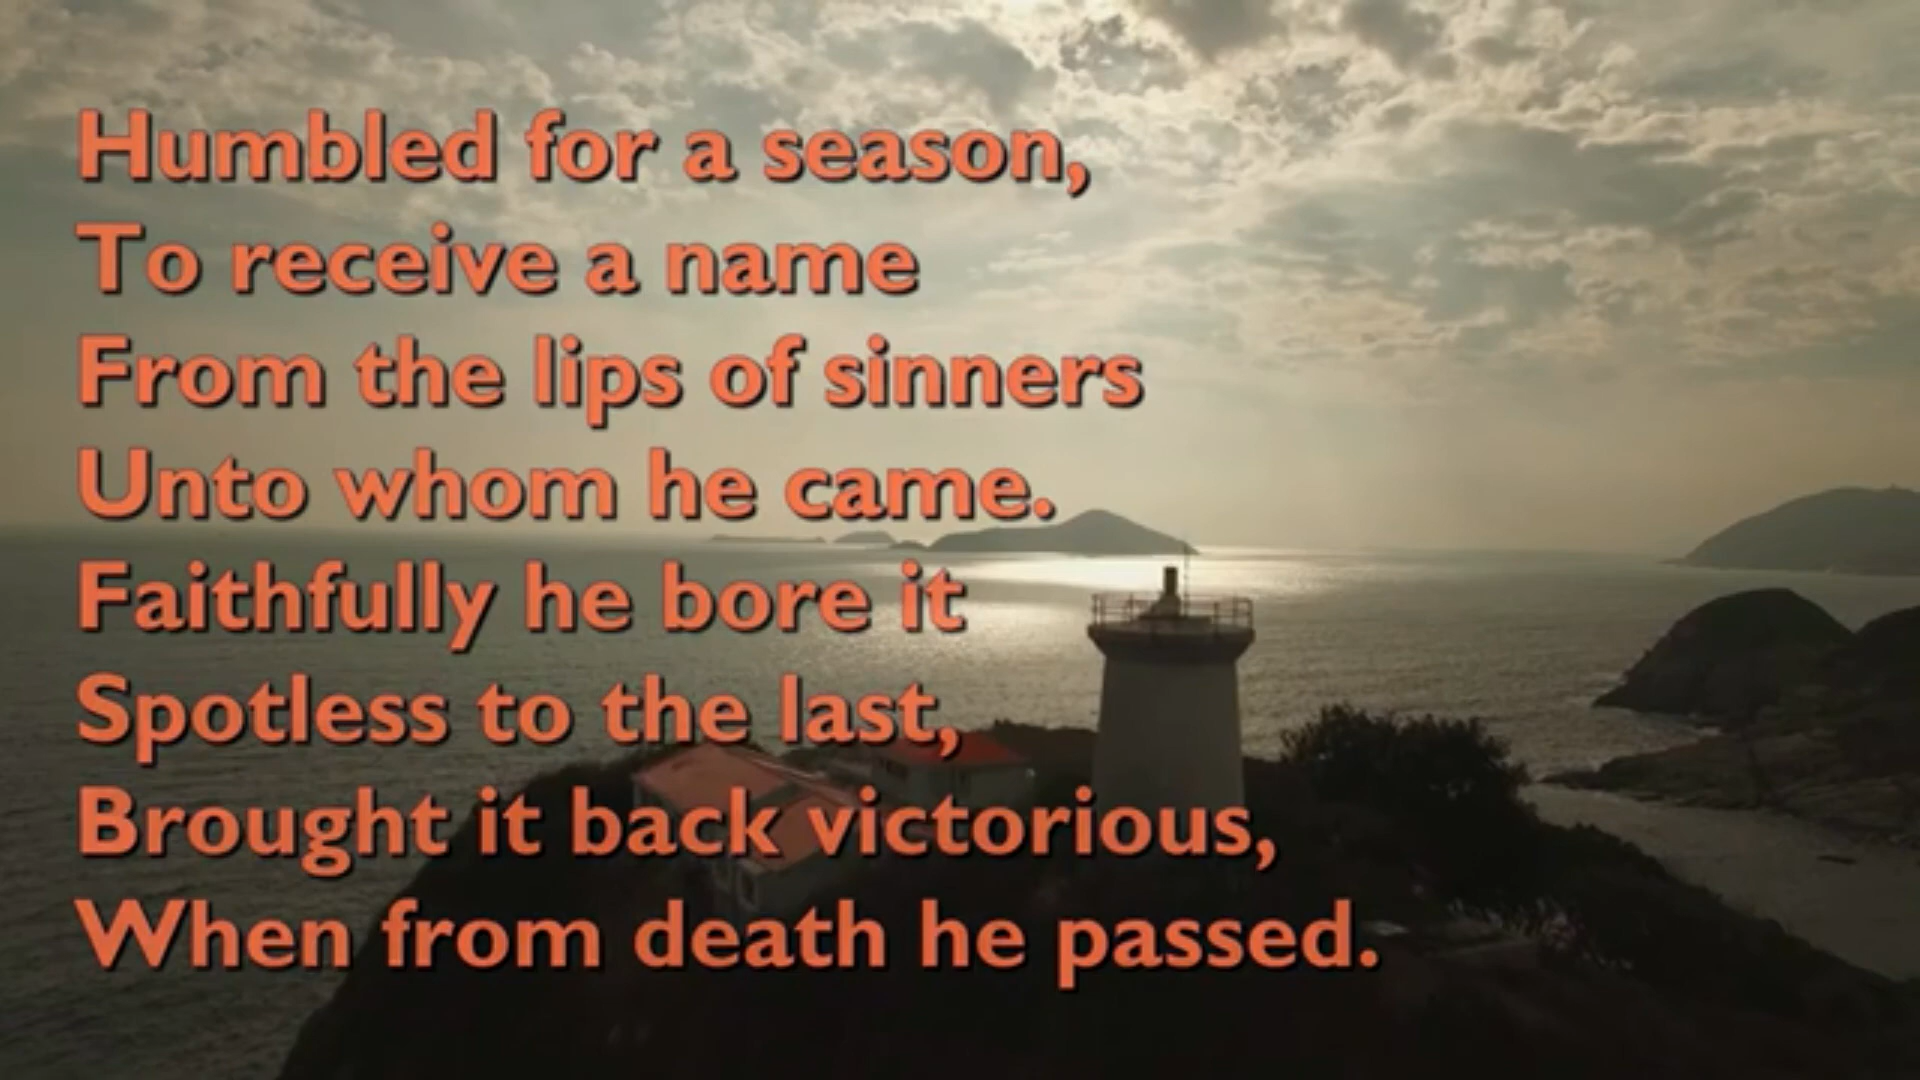 Humbled for a season,
To receive a name
From the lips of sinners
Unto whom he came.
Faithfully he bore it
Spotless to the last,
Brought it back victorious,
When from death he passed.